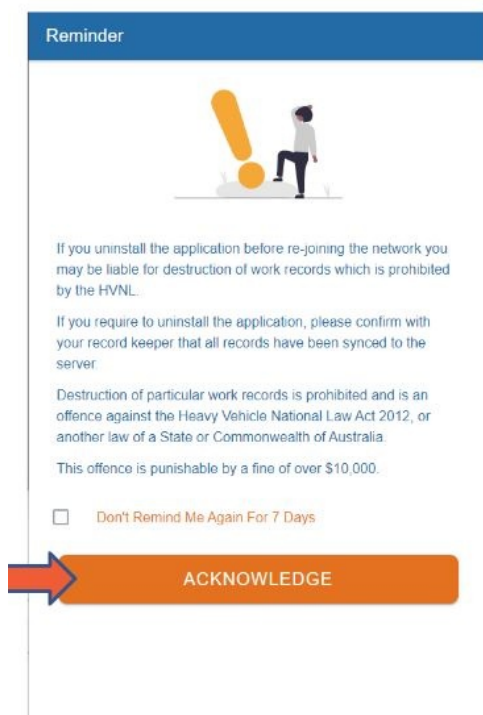 Reminder
If you uninstall the application before re-joining the network you
may be liable for destruction of work records which is prohibited
by the HVNL.
If you require to uninstall the application, please confirm with
your record keeper that all records have been synced to the
server.
Destruction of particular work records is prohibited and is an
offence against the Heavy Vehicle National Law Act 2012, or
another law of a State or Commonwealth of Australia.
This offence is punishable by a fine of over $10,000.
Don't Remind Me Again For 7 Days
ACKNOWLEDGE